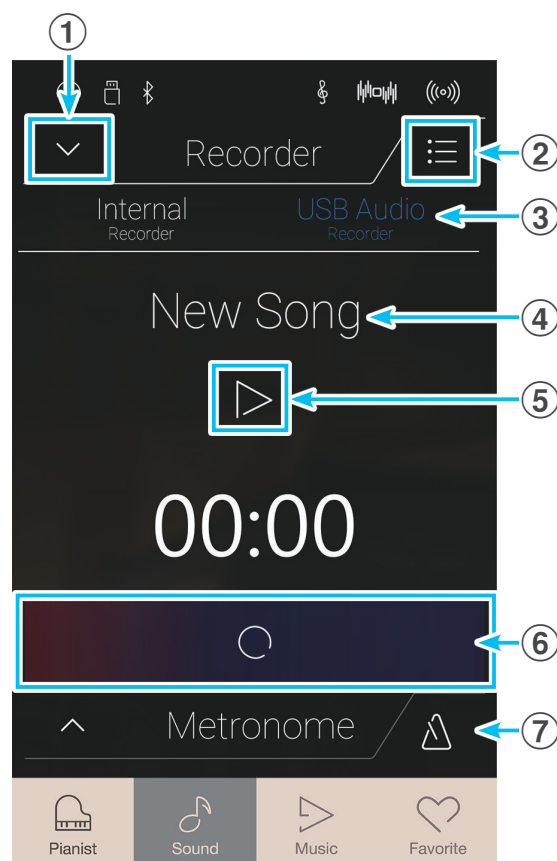 ①
Recorder
②
Internal
Recorder
USB Audio
Recorder
③
New Song
④
⑤
00:00
⑥
Metronome
⑦
Pianist
Sound
Music
Favorite